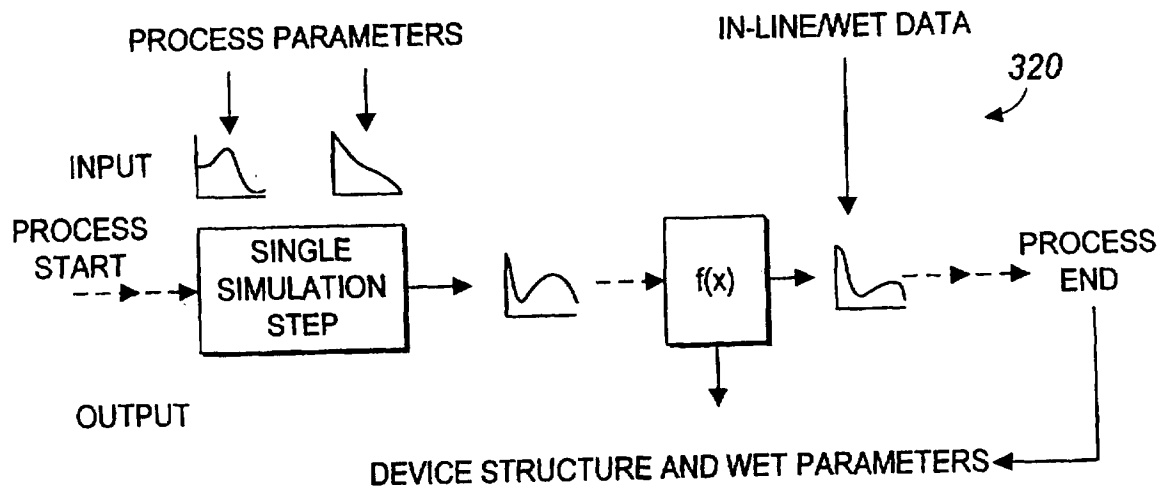 PROCESS PARAMETERS
IN-LINE/WET DATA
320
INPUT
PROCESS
START
SINGLE
SIMULATION
STEP
f(x)
PROCESS
END
OUTPUT
DEVICE STRUCTURE AND WET PARAMETERS